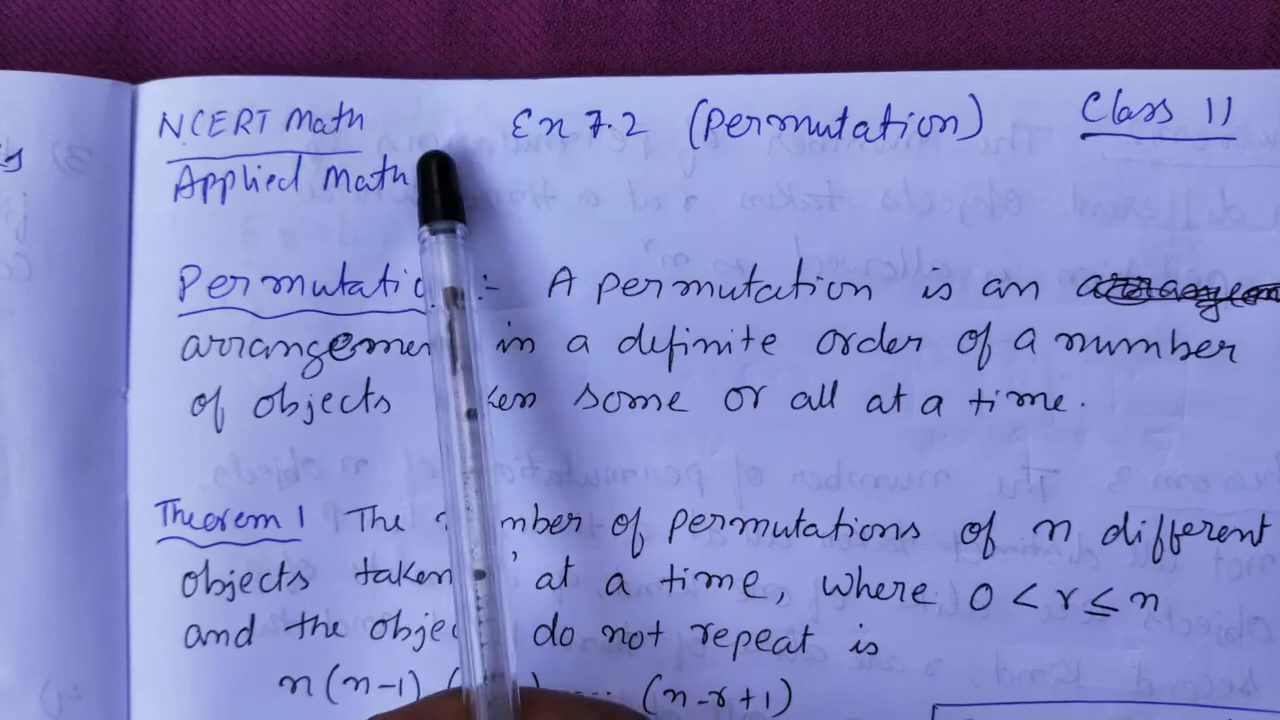 NCERT Math Ex 7.2 (Permutation) Class 11
Applied Math
Permutatio :- A permutation is an
arrangemen in a definite order of a number
of objects ken some or all at a time.
Theorem 1 The mber of permutations of n different
objects taken ' at a time, where 0 < r ≤ n
and the objec do not repeat is
n(n-1) ( .... (n-r+1)